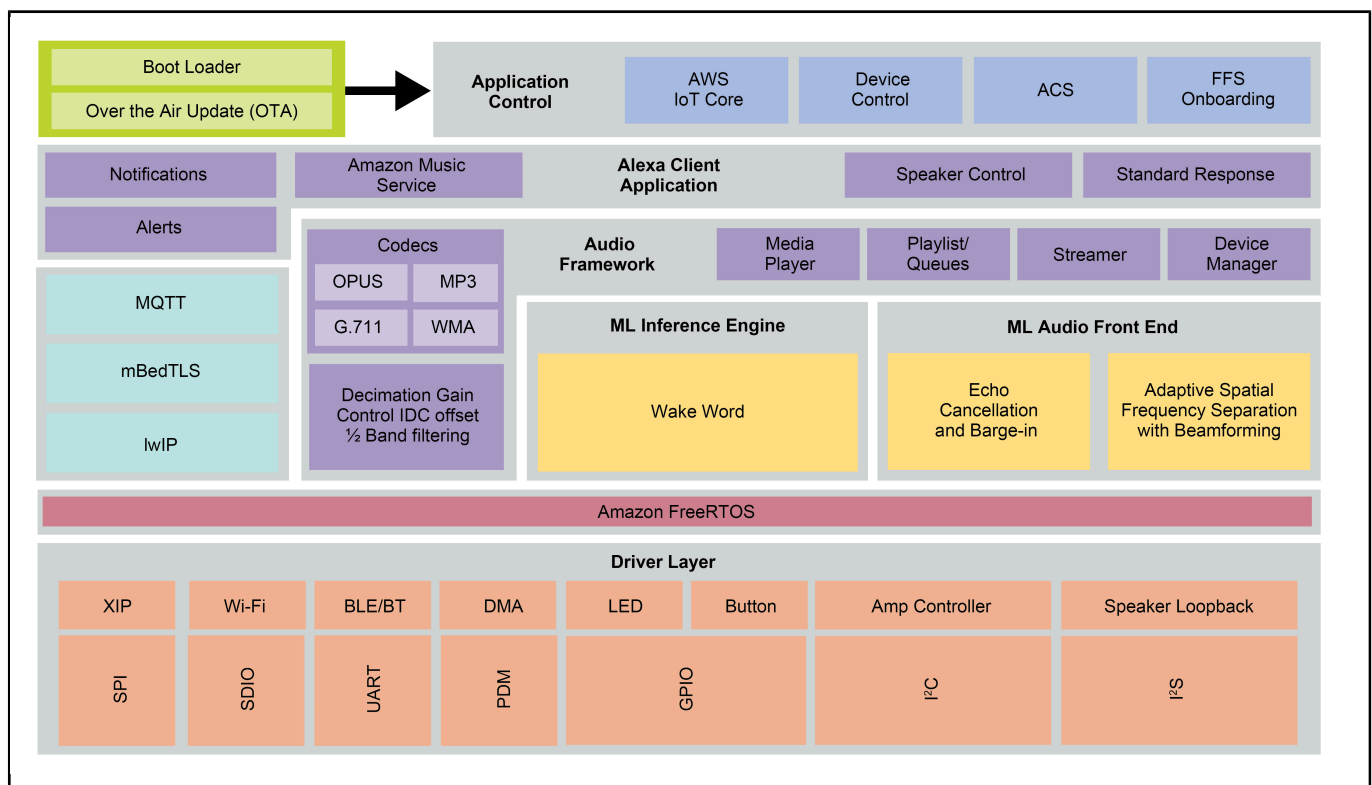 Boot Loader
Over the Air Update (OTA)
Application
Control
AWS
IoT Core
Device
Control
ACS
FFS
Onboarding
Notifications
Alerts
Amazon Music
Service
Alexa Client
Application
Speaker Control
Standard Response
Codecs
OPUS
MP3
G.711
WMA
Audio
Framework
Media
Player
Playlist/
Queues
Streamer
Device
Manager
MQTT
mBedTLS
lwIP
Decimation Gain
Control IDC offset
½ Band filtering
ML Inference Engine
Wake Word
ML Audio Front End
Echo
Cancellation
and Barge-in
Adaptive Spatial
Frequency Separation
with Beamforming
Amazon FreeRTOS
Driver Layer
XIP
Wi-Fi
BLE/BT
DMA
LED
Button
Amp Controller
Speaker Loopback
SPI
SDIO
UART
PDM
GPIO
I²C
I²S